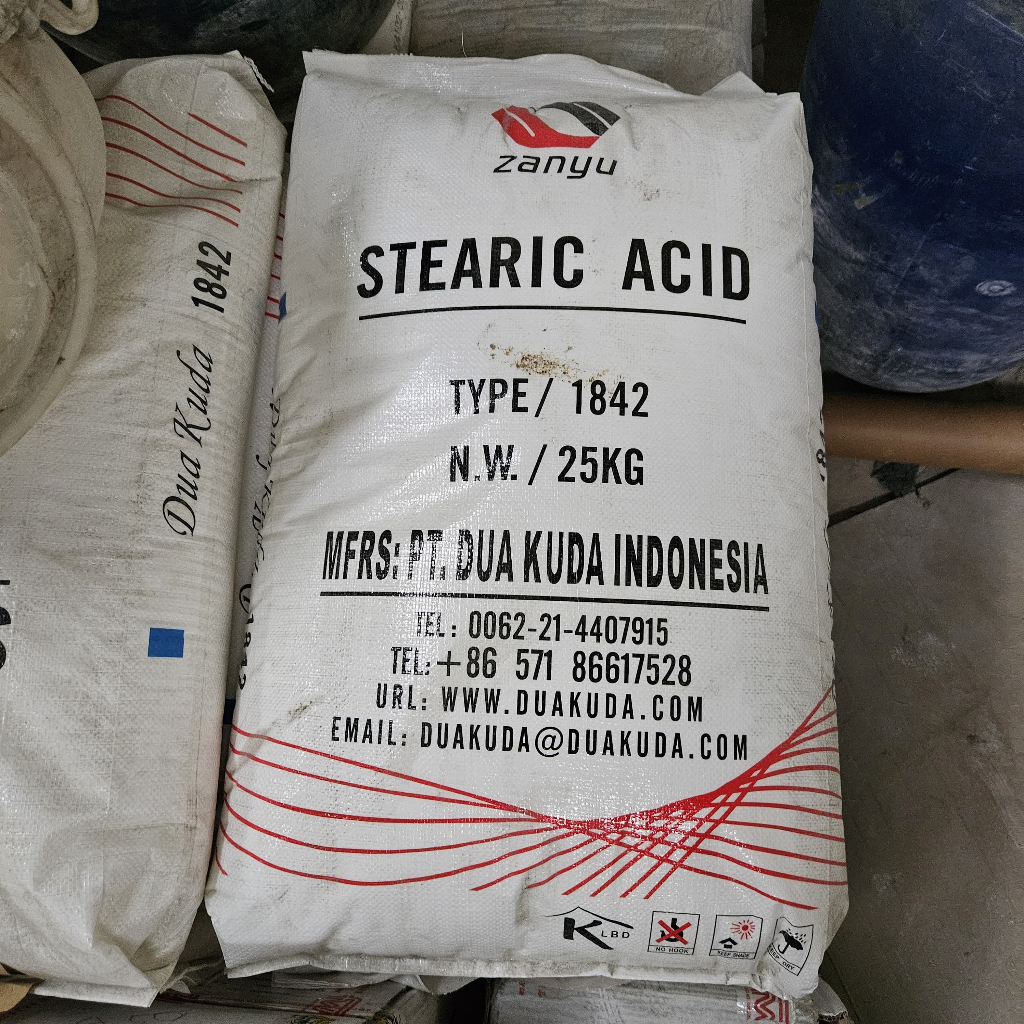 zanyu
STEARIC ACID
TYPE/ 1842
N.W. / 25KG
MFRS: PT. DUA KUDA INDONESIA
TEL: 0062-21-4407915
TEL: +86 571 86617528
URL: WWW.DUAKUDA.COM
EMAIL: DUAKUDA@DUAKUDA.COM
K LBD
NO HOOK
KEEP SHADE
KEEP DRY
Dua Kuda 1842